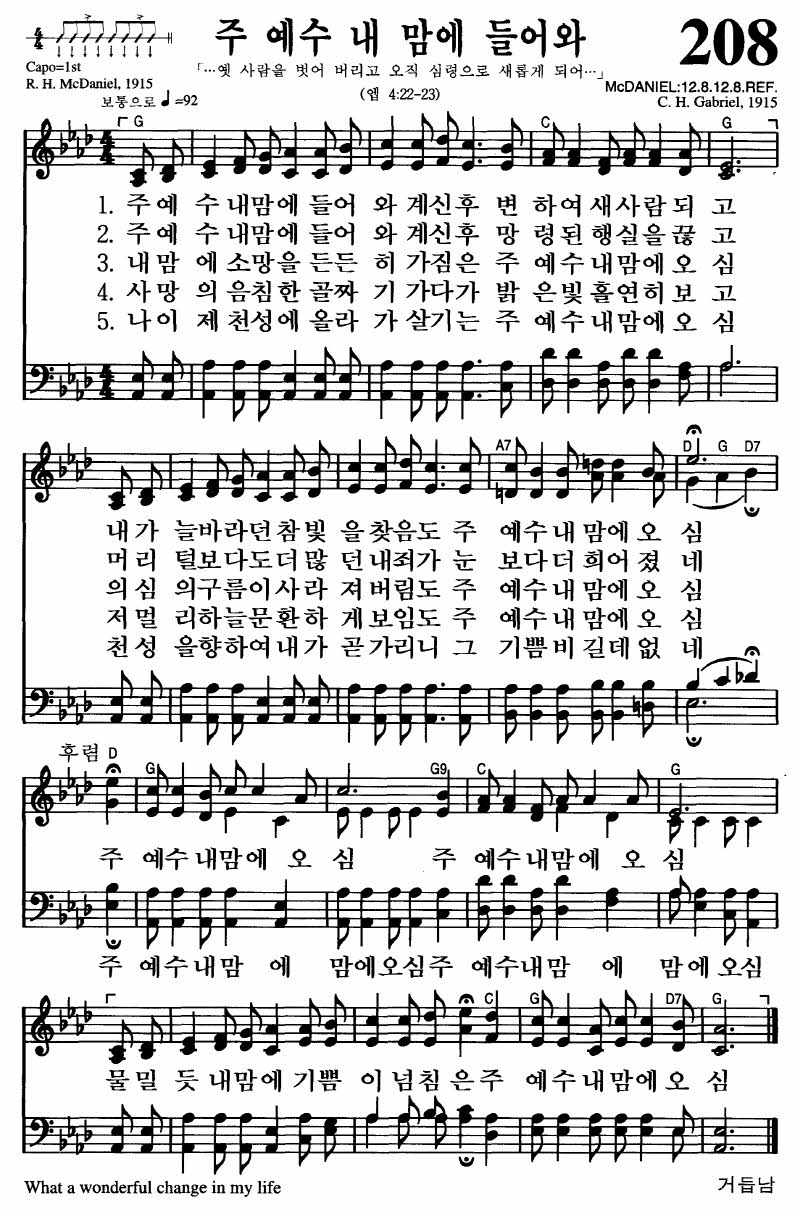 주 예수 내 맘에 들어와
208
Capo=1st
「…옛 사람을 벗어 버리고 오직 심령으로 새롭게 되어…」
R. H. McDaniel, 1915
(엡 4:22-23)
McDANIEL:12.8.12.8.REF.
보통으로 ♩=92
C. H. Gabriel, 1915
G C G
4/4
1. 주예 수내맘에들어 와계신후 변 하여새사람되 고
2. 주예 수내맘에들어 와계신후 망 령된행실을끊 고
3. 내맘 에소망을든든 히가짐은 주 예수내맘에오 심
4. 사망 의음침한골짜 기가다가 밝 은빛홀연히보 고
5. 나이 제천성에올라 가살기는 주 예수내맘에오 심
A7 D G D7
내가 늘바라던참빛 을찾음도 주 예수내맘에오 심
머리 털보다도더많 던내죄가 눈 보다더희어졌 네
의심 의구름이사라 져버림도 주 예수내맘에오 심
저멀 리하늘문환하 게보임도 주 예수내맘에오 심
천성 을향하여내가 곧가리니 그 기쁨비길데없 네
후렴 D G G9 C G
주 예수내맘에 오 심 주 예수내맘에 오 심
주 예수내맘 에 맘에오심주 예수내맘 에 맘에오심
C G D7 G
물밀 듯내맘에기쁨 이넘침은주 예수내맘에오 심
What a wonderful change in my life
거듭남